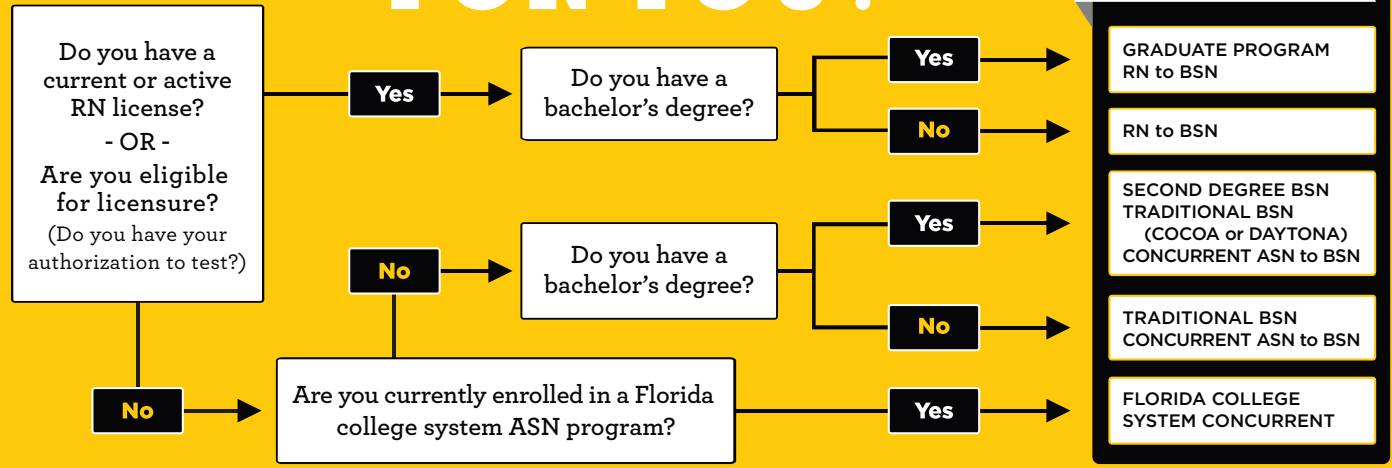 Do you have a
current or active
RN license?
- OR -
Are you eligible
for licensure?
(Do you have your
authorization to test?)
Yes
Do you have a
bachelor's degree?
Yes
GRADUATE PROGRAM
RN to BSN
No
RN to BSN
No
Are you currently enrolled in a Florida
college system ASN program?
No
Do you have a
bachelor's degree?
Yes
SECOND DEGREE BSN
TRADITIONAL BSN
(COCOA or DAYTONA)
CONCURRENT ASN to BSN
No
TRADITIONAL BSN
CONCURRENT ASN to BSN
Yes
FLORIDA COLLEGE
SYSTEM CONCURRENT